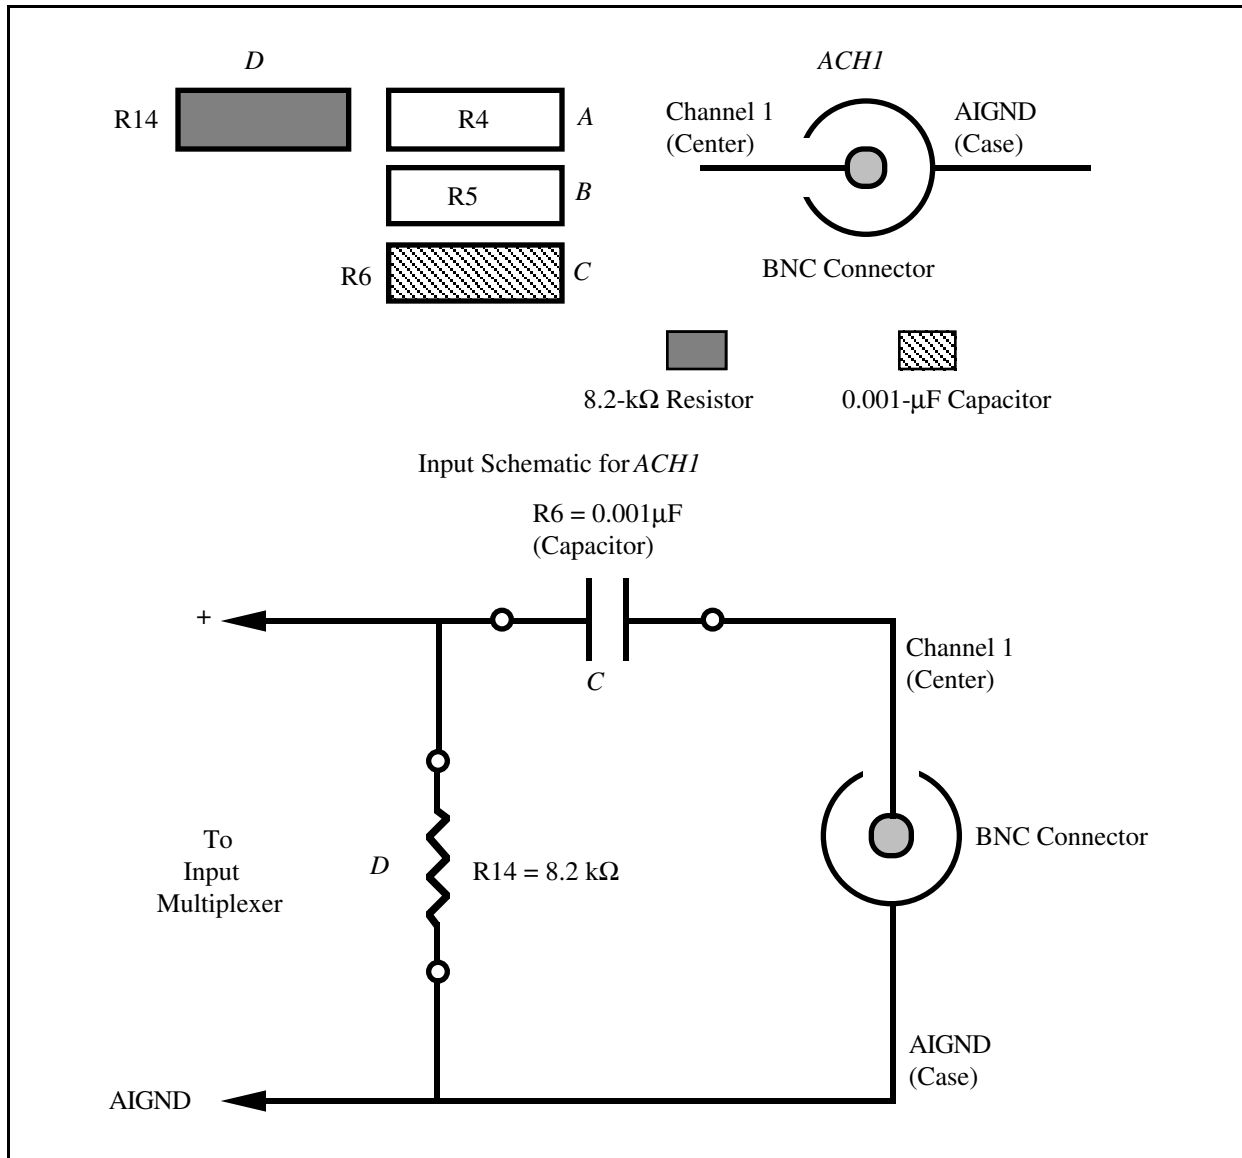 D
R14
R4
A
R5
B
R6
C
ACH1
Channel 1
(Center)
AIGND
(Case)
BNC Connector
8.2-kΩ Resistor
0.001-µF Capacitor
Input Schematic for ACH1
R6 = 0.001µF
(Capacitor)
+
C
Channel 1
(Center)
To
Input
Multiplexer
D
R14 = 8.2 kΩ
BNC Connector
AIGND
(Case)
AIGND